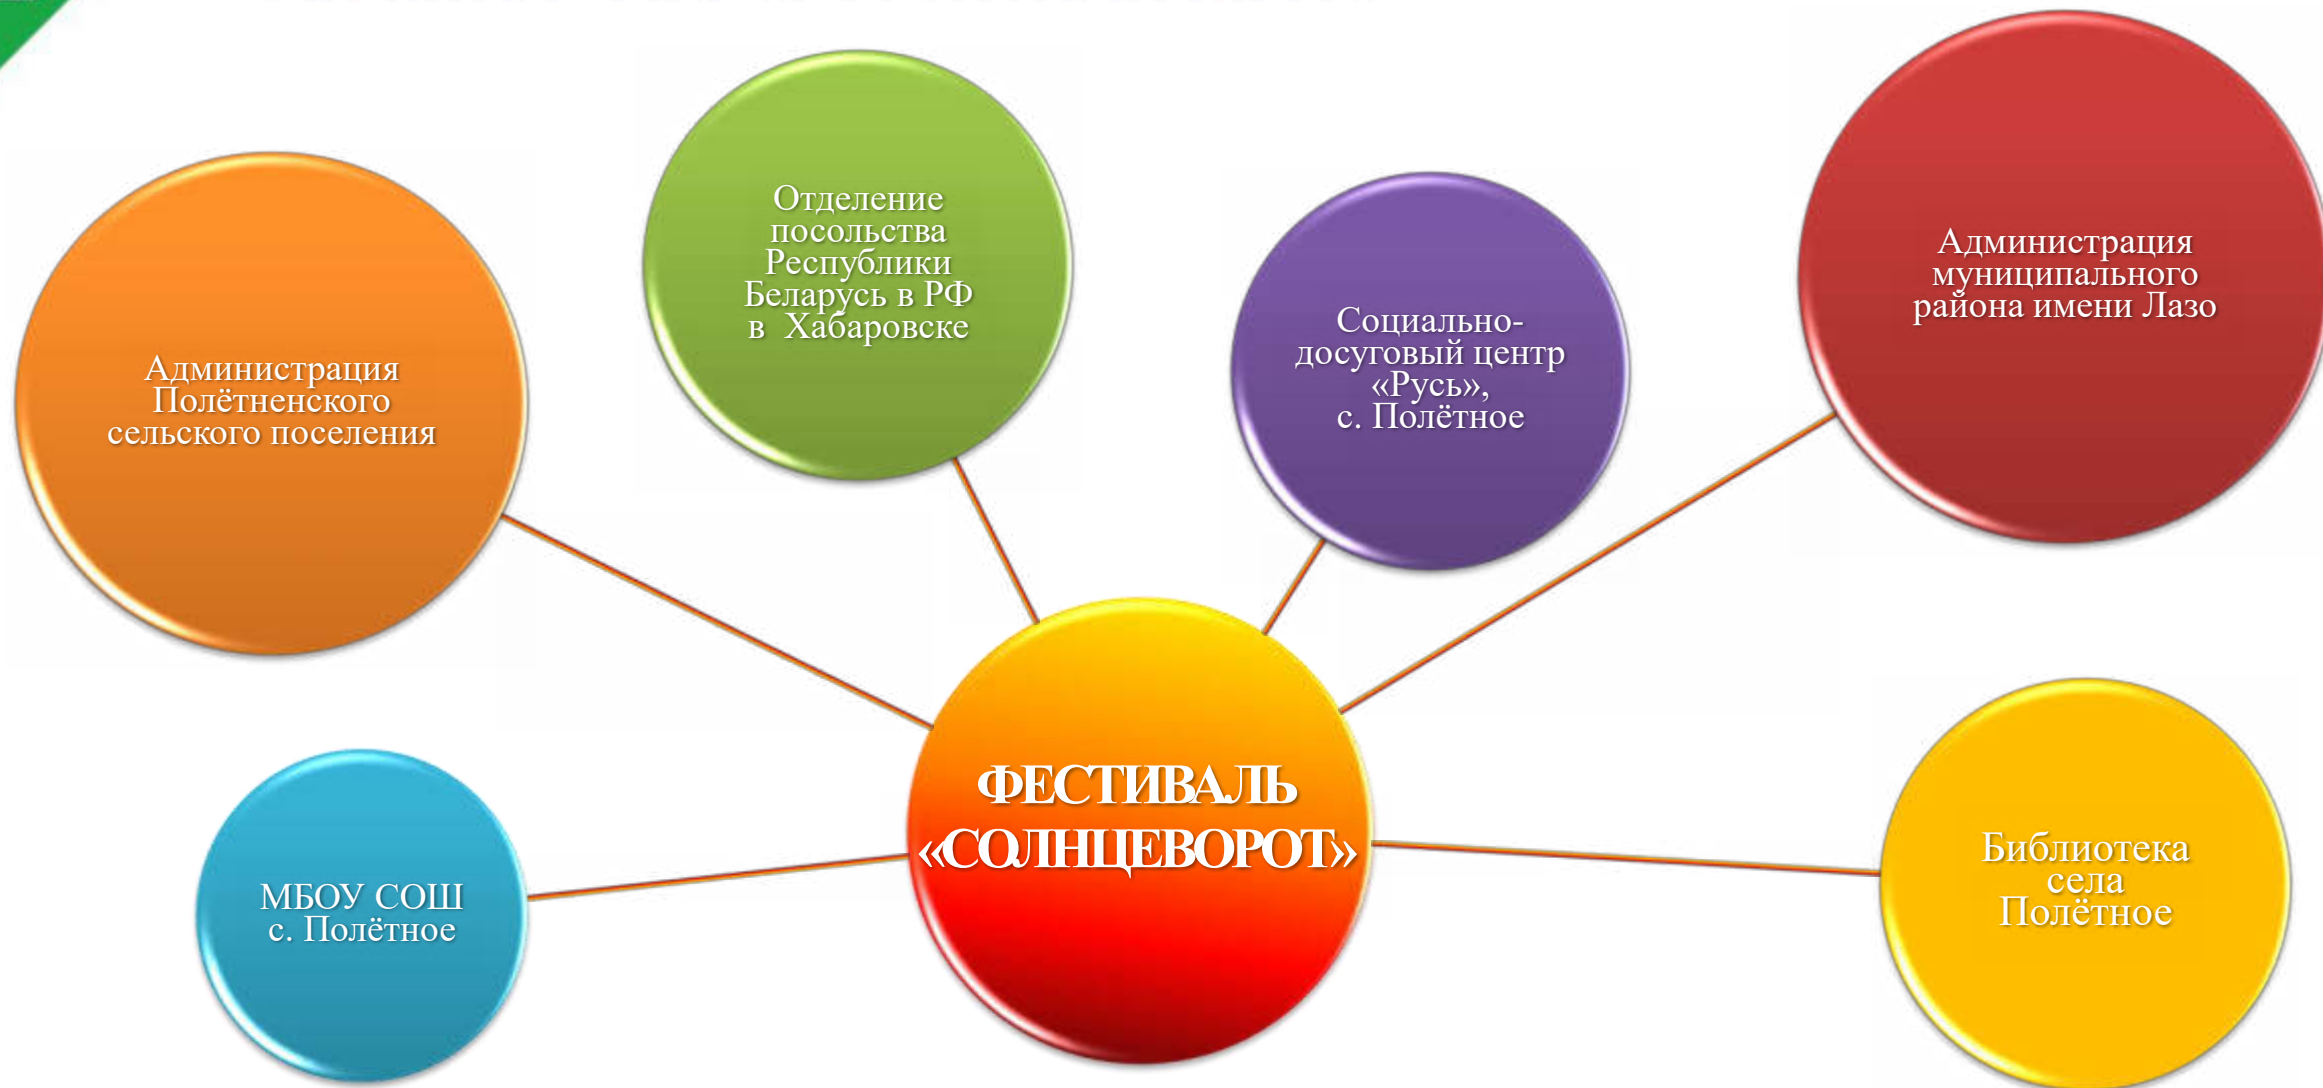 Отделение
посольства
Республики
Беларусь в РФ
в Хабаровске
Администрация
муниципального
района имени Лазо
Социально-
досуговый центр
«Русь»,
с. Полётное
Администрация
Полётненского
сельского поселения
ФЕСТИВАЛЬ
«СОЛНЦЕВОРОТ»
МБОУ СОШ
с. Полётное
Библиотека
села
Полётное